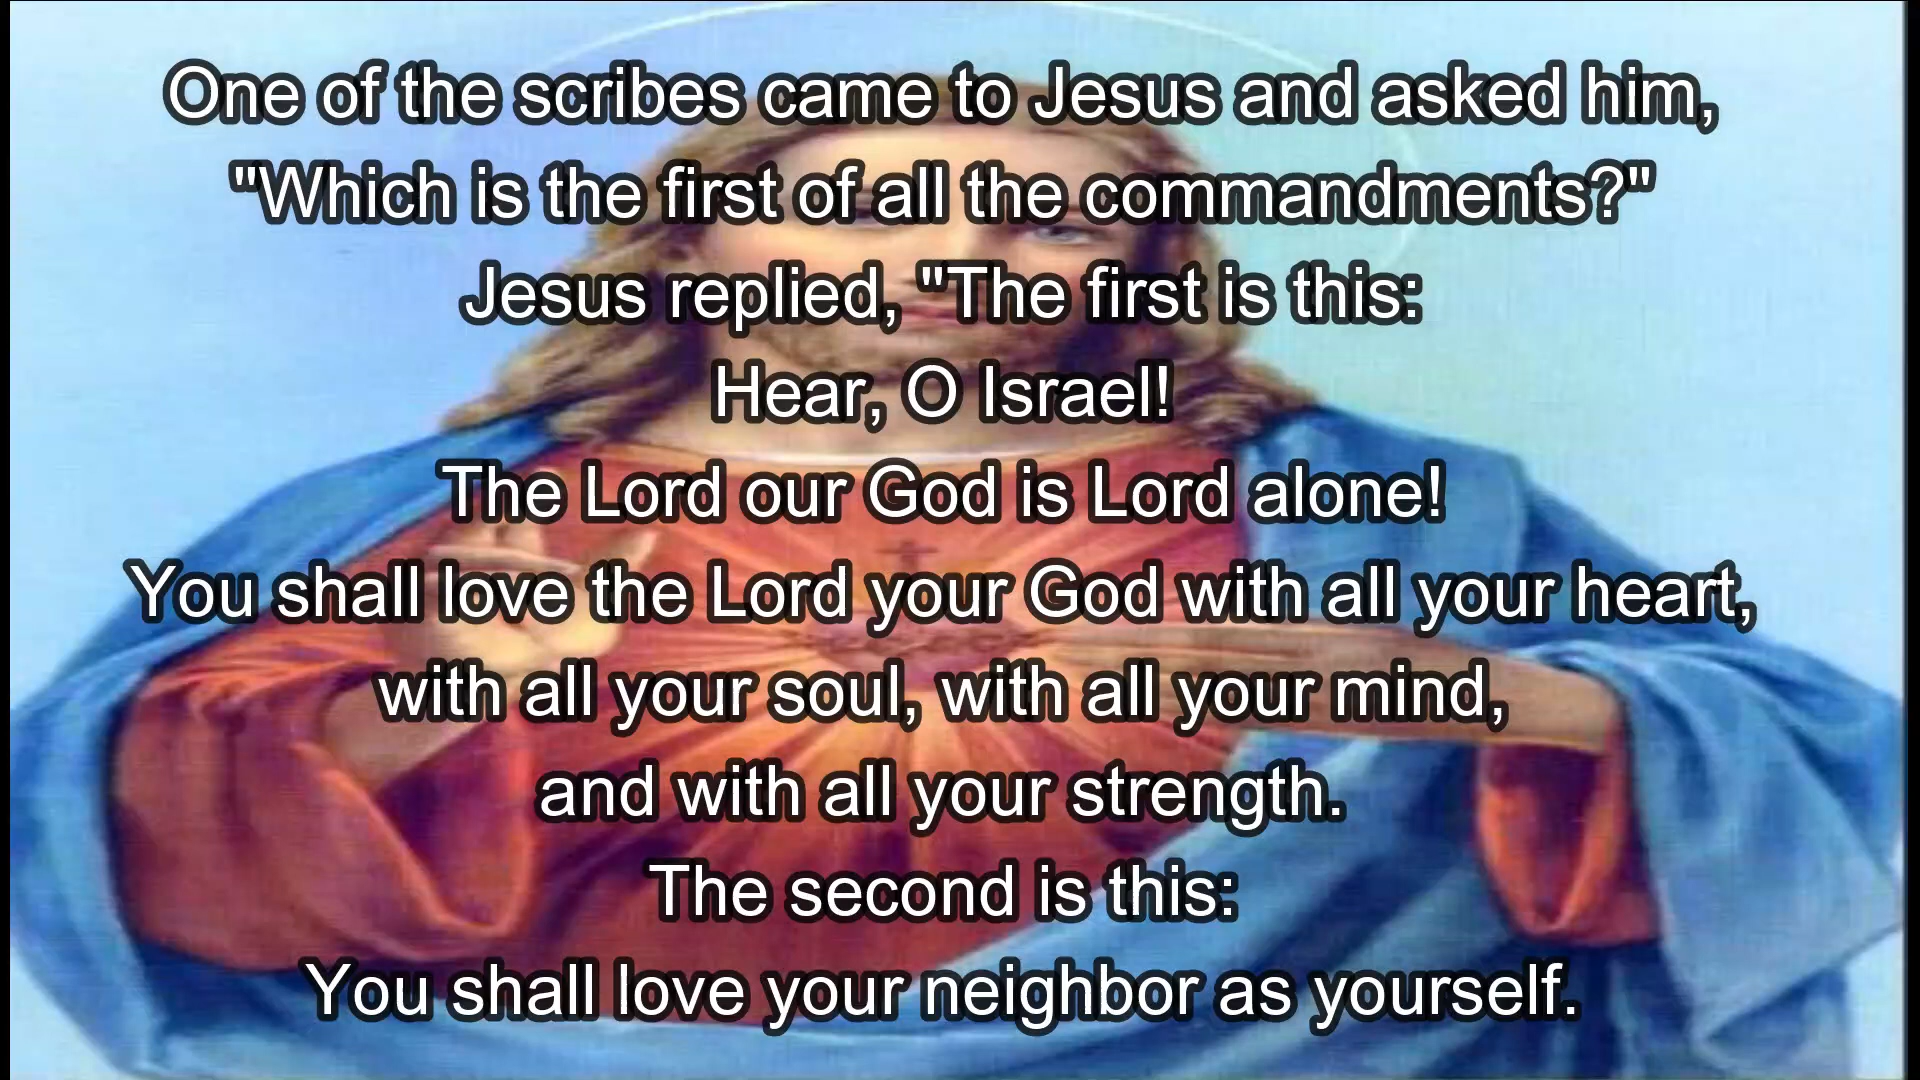 One of the scribes came to Jesus and asked him,
"Which is the first of all the commandments?"
Jesus replied, "The first is this:
Hear, O Israel!
The Lord our God is Lord alone!
You shall love the Lord your God with all your heart,
with all your soul, with all your mind,
and with all your strength.
The second is this:
You shall love your neighbor as yourself.